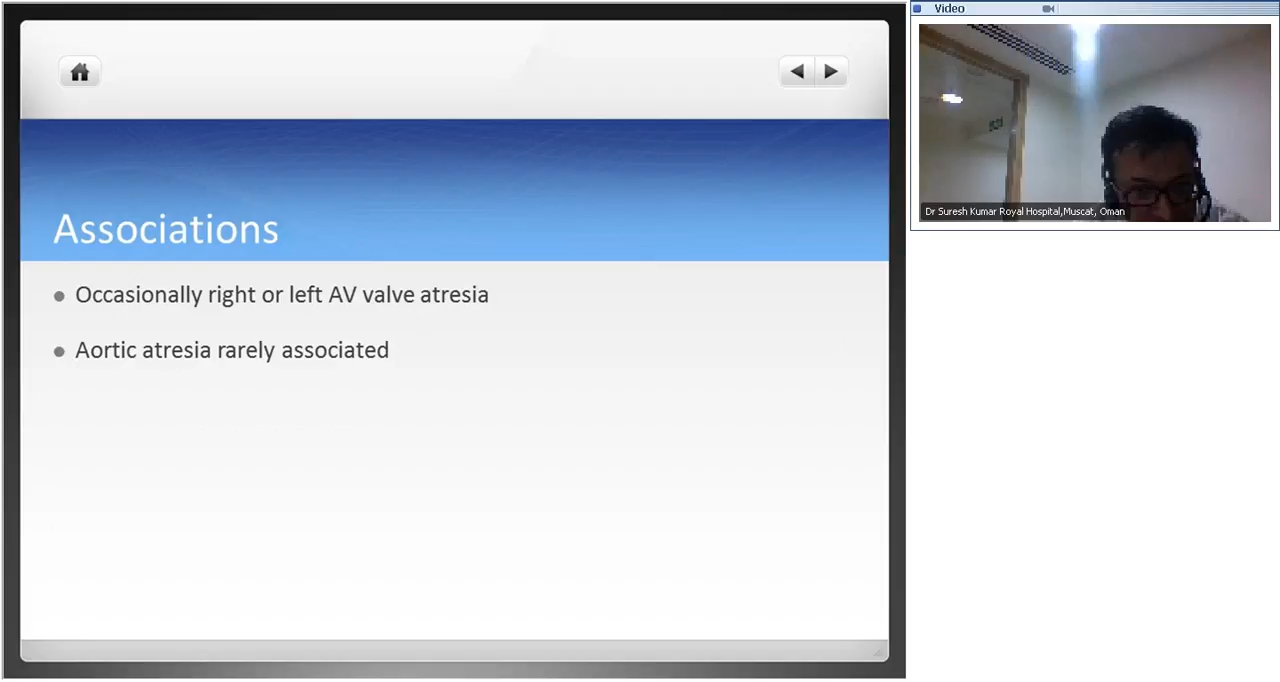 Video
Associations
Occasionally right or left AV valve atresia
Aortic atresia rarely associated
Dr Suresh Kumar Royal Hospital,Muscat, Oman